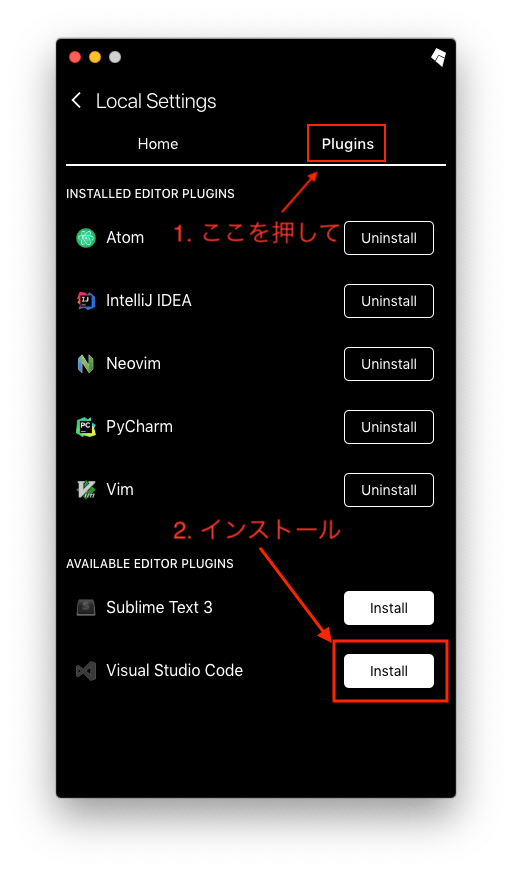 Local Settings
Home Plugins
INSTALLED EDITOR PLUGINS
1. ここを押して
Atom Uninstall
IntelliJ IDEA Uninstall
Neovim Uninstall
PyCharm Uninstall
Vim Uninstall
2. インストール
AVAILABLE EDITOR PLUGINS
Sublime Text 3 Install
Visual Studio Code Install